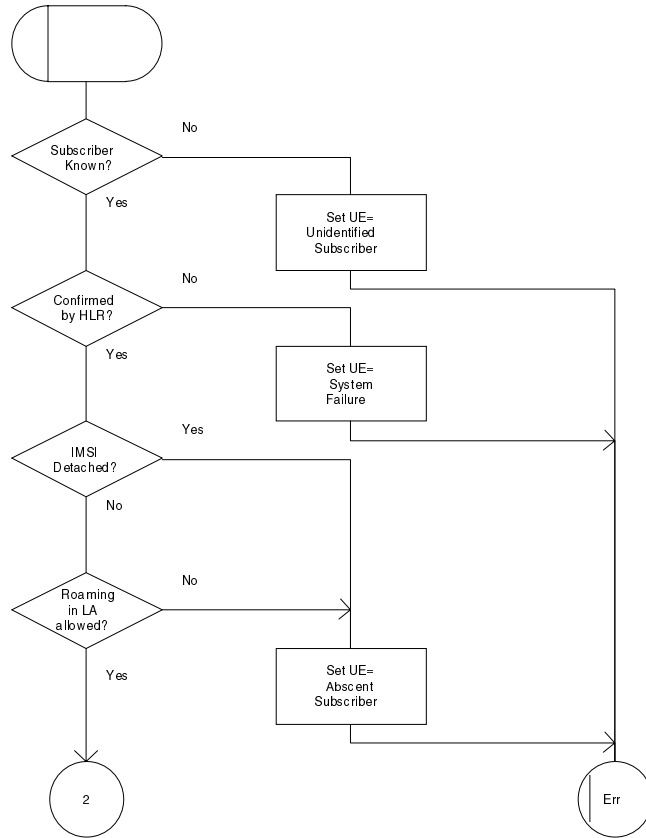 No
Subscriber
Known?
Yes
Set UE=
Unidentified
Subscriber
No
Confirmed
by HLR?
Yes
Set UE=
System
Failure
Yes
IMSI
Detached?
No
No
Roaming
in LA
allowed?
Yes
Set UE=
Abscent
Subscriber
2
Err